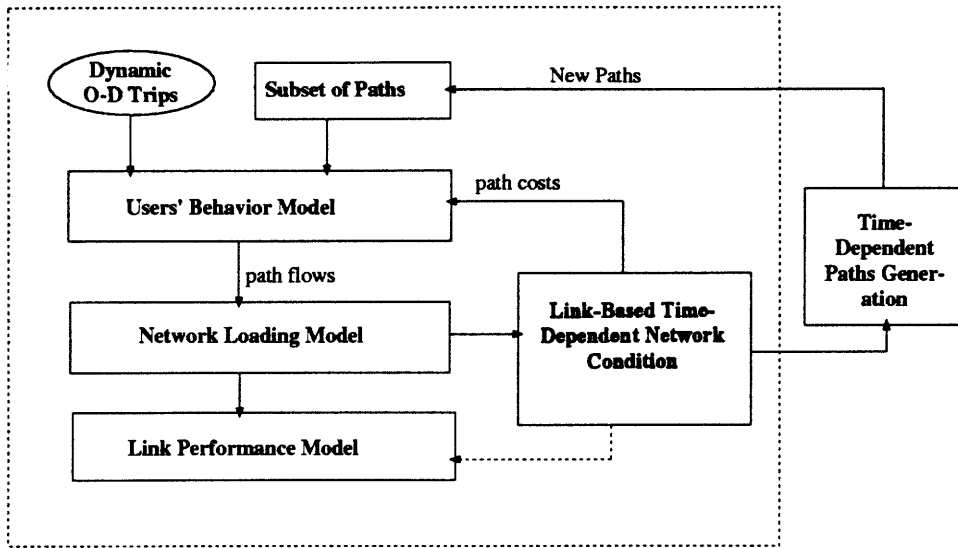 Dynamic
O-D Trips
Subset of Paths
New Paths
Users' Behavior Model
path costs
Time-
Dependent
Paths Gener-
ation
path flows
Network Loading Model
Link-Based Time-
Dependent Network
Condition
Link Performance Model